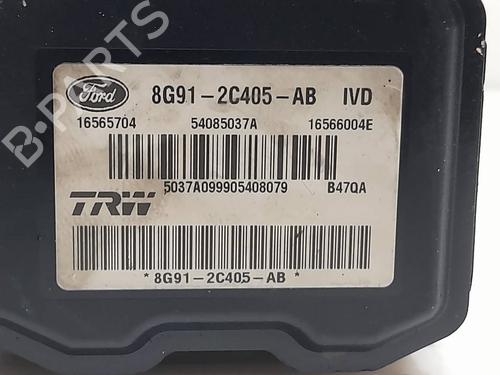 B-PARTS
Ford 8G91-2C405-AB IVD
16565704 54085037A 16566004E
5037A099905408079 B47QA
TRW
*8G91-2C405-AB*